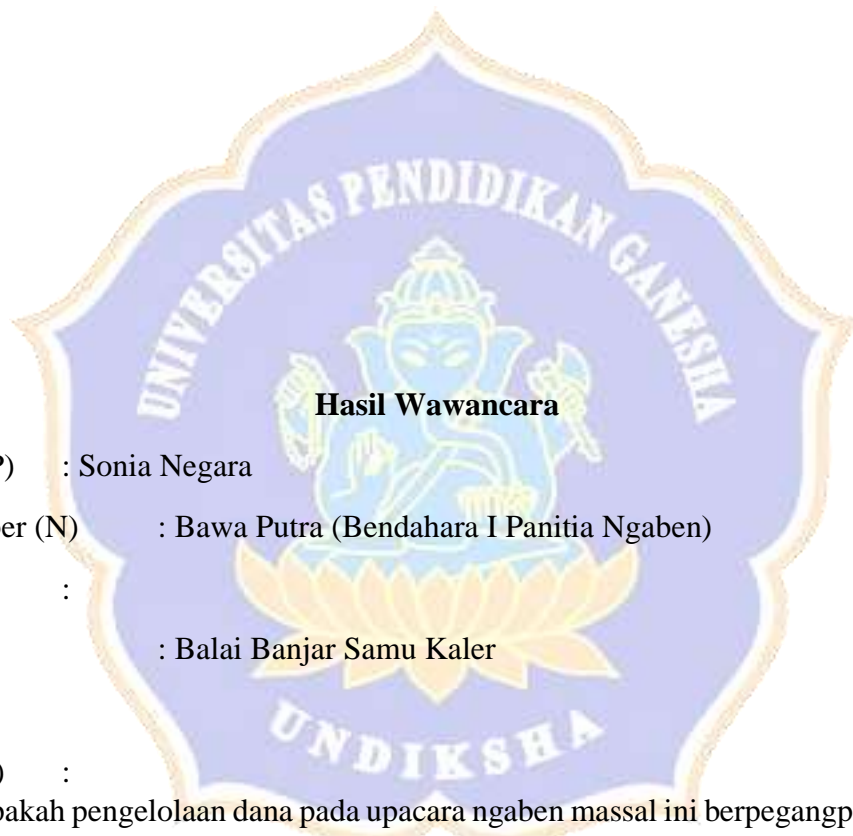 UNIVERSITAS PENDIDIKAN GANESHA
Hasil Wawancara
P) : Sonia Negara
er (N) : Bawa Putra (Bendahara I Panitia Ngaben)
:
: Balai Banjar Samu Kaler
UNDIKSHA
) :
pakah pengelolaan dana pada upacara ngaben massal ini berpegangp